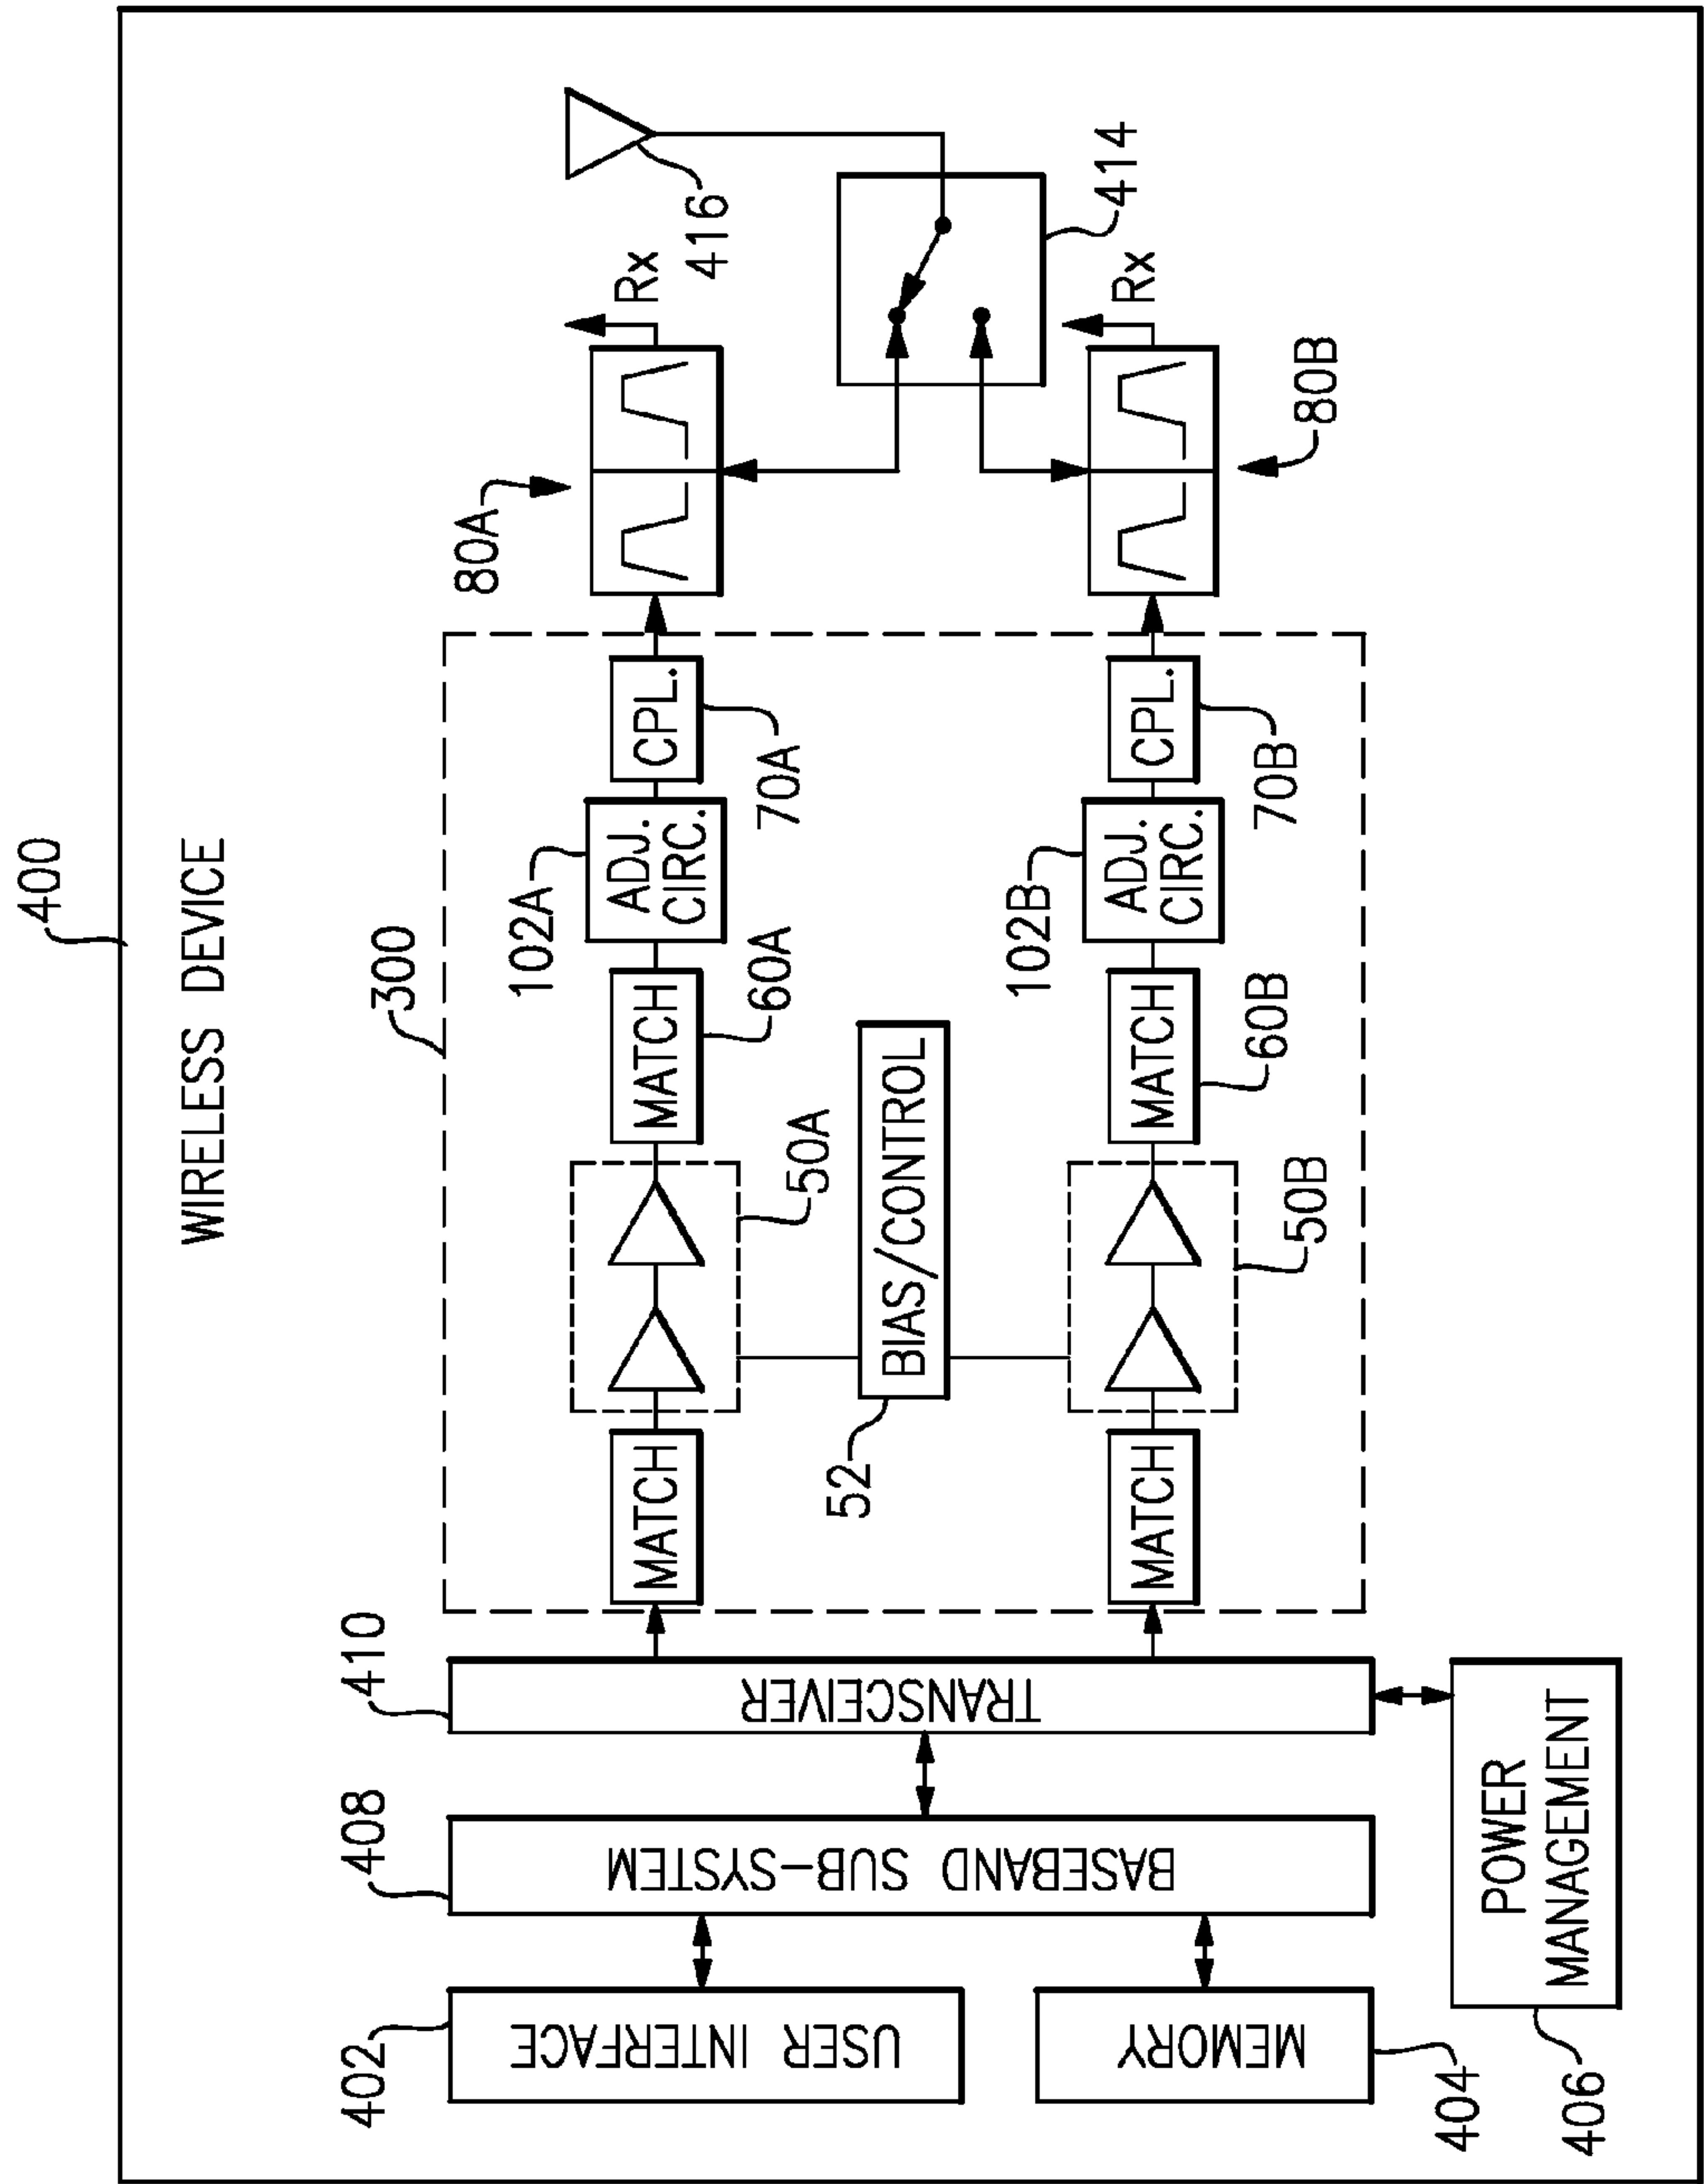 400
WIRELESS DEVICE
402
USER INTERFACE
404
MEMORY
408
BASEBAND SUB-SYSTEM
410
TRANSCEIVER
406
POWER
MANAGEMENT
300
MATCH
50A
MATCH
60A
102A
ADJ.
CIRC.
CPL.
70A
80A
Rx
416
52
BIAS/CONTROL
414
MATCH
50B
MATCH
60B
102B
ADJ.
CIRC.
CPL.
70B
80B
Rx